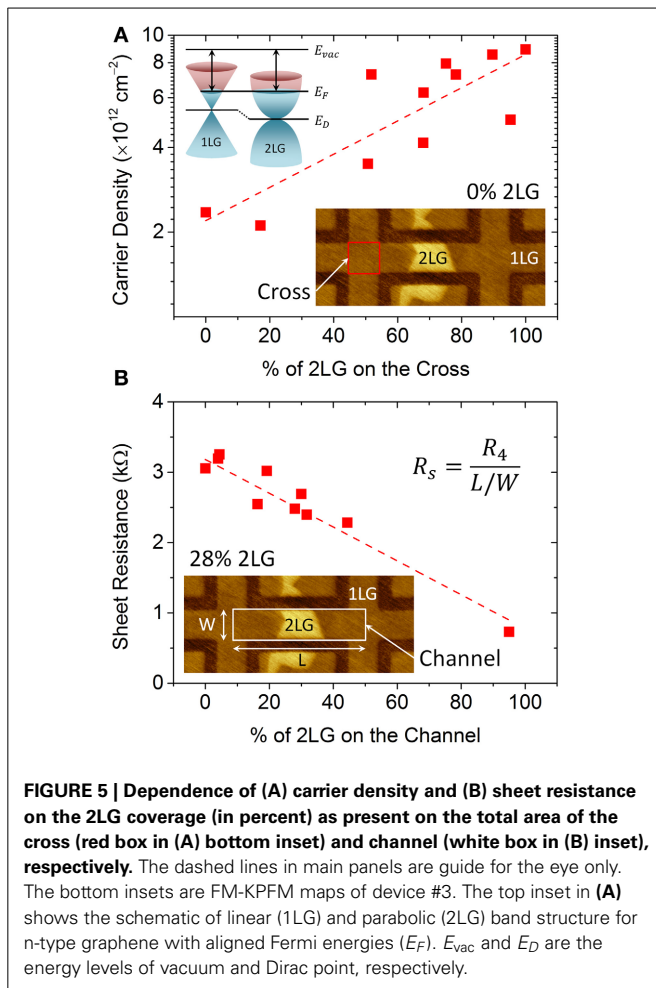 A
10
8
6
4
2
Carrier Density (×10¹² cm⁻²)
E_vac
E_F
E_D
1LG
2LG
0% 2LG
2LG
1LG
Cross
0 20 40 60 80 100
% of 2LG on the Cross
B
4
3
2
1
0
Sheet Resistance (kΩ)
R_s = R_4 / L/W
28% 2LG
1LG
W
2LG
L
Channel
0 20 40 60 80 100
% of 2LG on the Channel
FIGURE 5 | Dependence of (A) carrier density and (B) sheet resistance
on the 2LG coverage (in percent) as present on the total area of the
cross (red box in (A) bottom inset) and channel (white box in (B) inset),
respectively. The dashed lines in main panels are guide for the eye only.
The bottom insets are FM-KPFM maps of device #3. The top inset in (A)
shows the schematic of linear (1LG) and parabolic (2LG) band structure for
n-type graphene with aligned Fermi energies (E_F). E_vac and E_D are the
energy levels of vacuum and Dirac point, respectively.